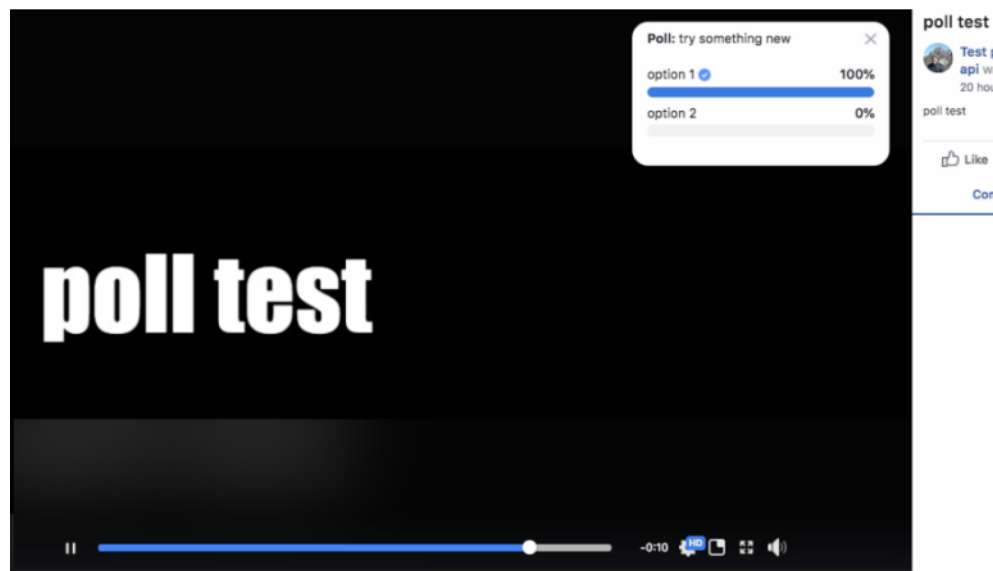 Poll: try something new
option 1
100%
option 2
0%
poll test
-0:10
HD
poll test
Test
api
20
poll test
Like